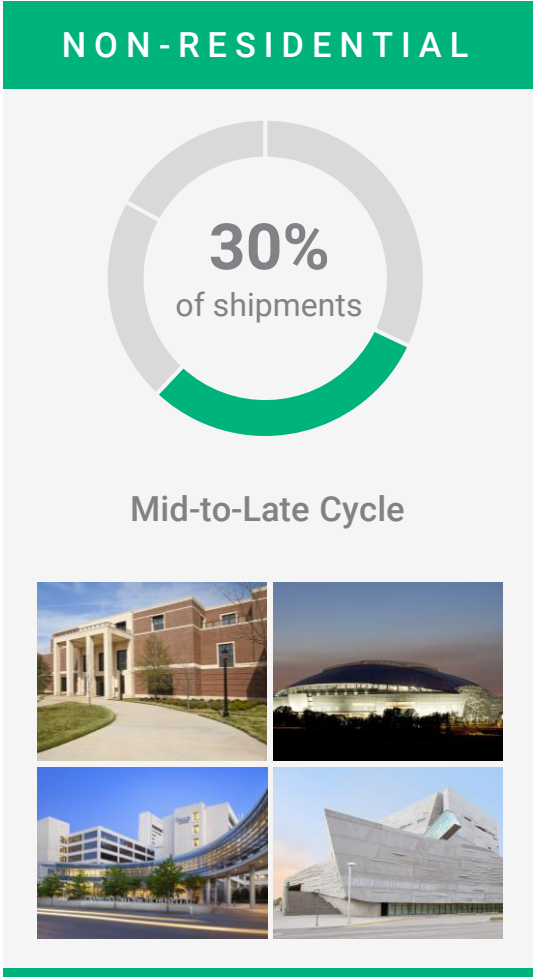 NON-RESIDENTIAL
30%
of shipments
Mid-to-Late Cycle